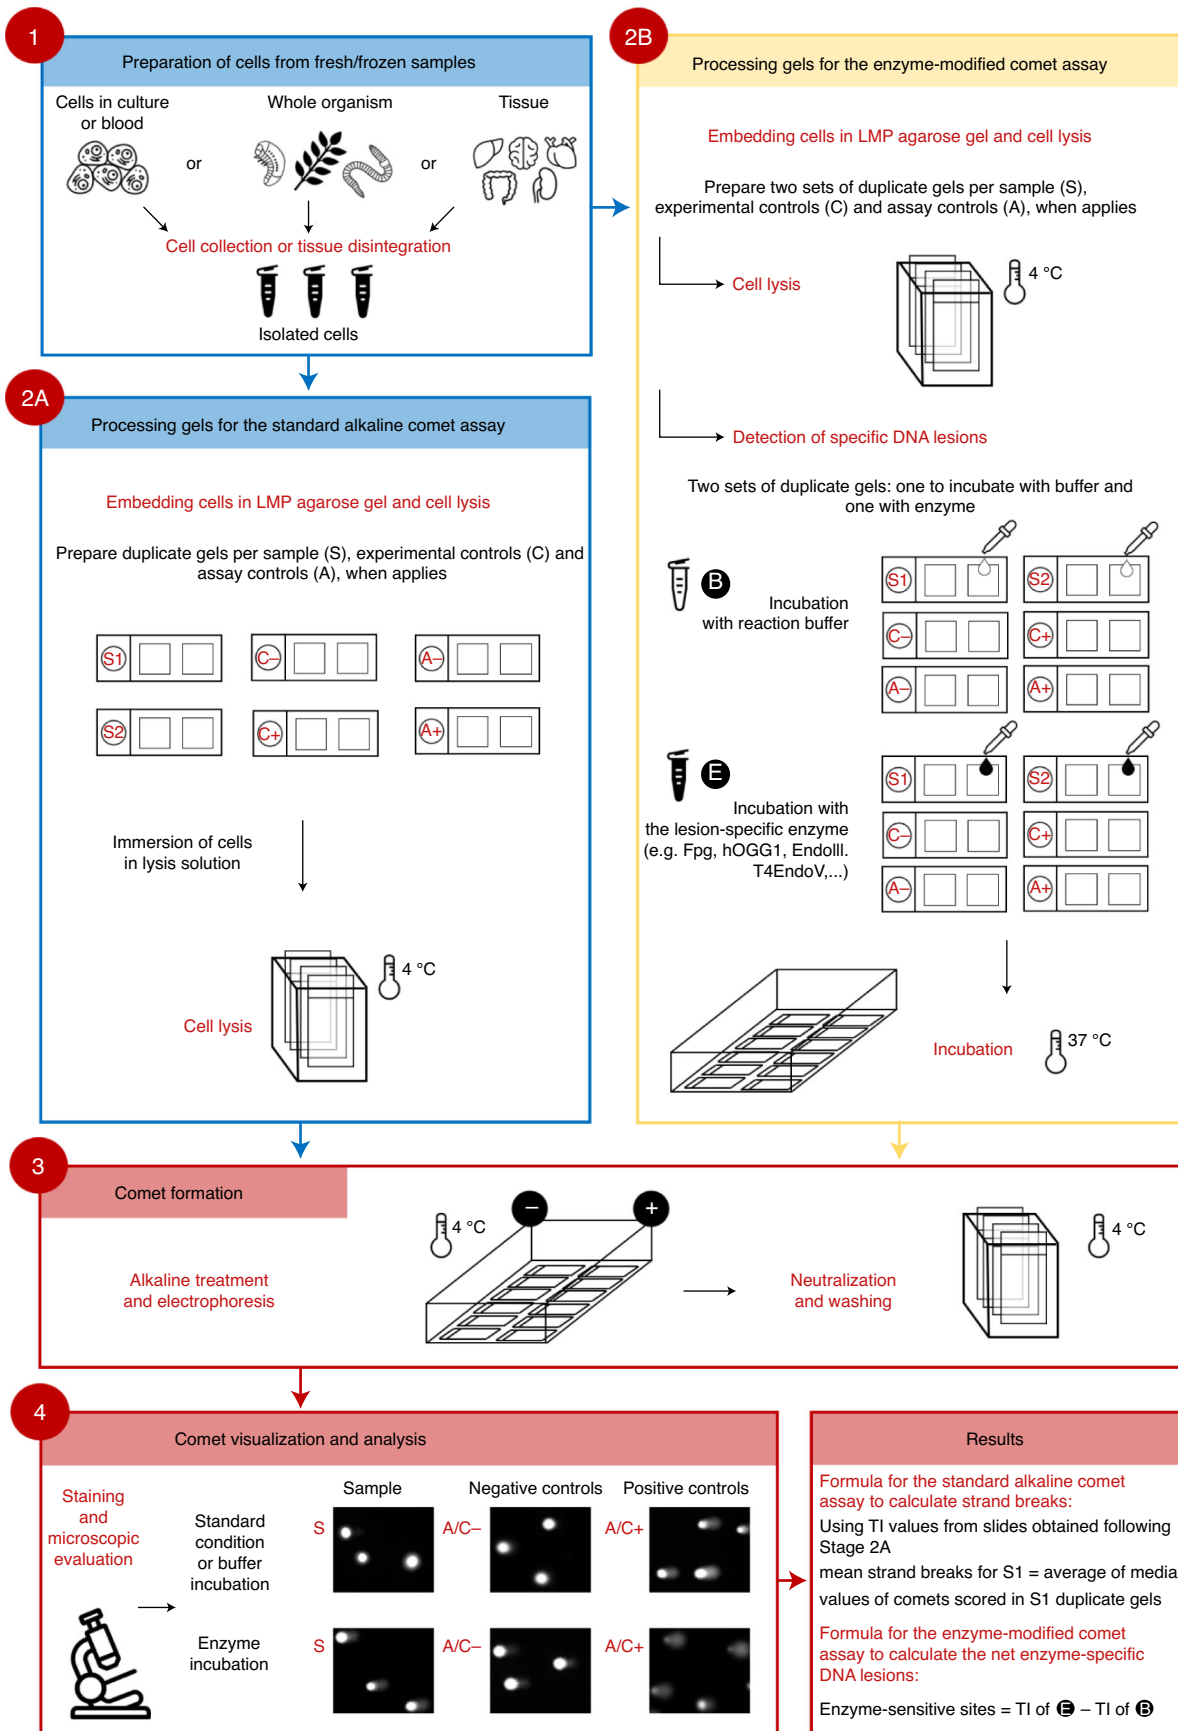 1
Preparation of cells from fresh/frozen samples
Cells in culture
or blood
or
Whole organism
or
Tissue
Cell collection or tissue disintegration
Isolated cells
2A
Processing gels for the standard alkaline comet assay
Embedding cells in LMP agarose gel and cell lysis
Prepare duplicate gels per sample (S), experimental controls (C) and
assay controls (A), when applies
S1
C–
A–
S2
C+
A+
Immersion of cells
in lysis solution
4 °C
Cell lysis
2B
Processing gels for the enzyme-modified comet assay
Embedding cells in LMP agarose gel and cell lysis
Prepare two sets of duplicate gels per sample (S),
experimental controls (C) and assay controls (A), when applies
Cell lysis
4 °C
Detection of specific DNA lesions
Two sets of duplicate gels: one to incubate with buffer and
one with enzyme
B
Incubation
with reaction buffer
S1
S2
C–
C+
A–
A+
E
Incubation with
the lesion-specific enzyme
(e.g. Fpg, hOGG1, EndoIII.
T4EndoV,...)
S1
S2
C–
C+
A–
A+
Incubation
37 °C
3
Comet formation
Alkaline treatment
and electrophoresis
4 °C
–
+
Neutralization
and washing
4 °C
4
Comet visualization and analysis
Staining
and
microscopic
evaluation
Standard
condition
or buffer
incubation
Enzyme
incubation
Sample
Negative controls
Positive controls
S
A/C–
A/C+
S
A/C–
A/C+
Results
Formula for the standard alkaline comet
assay to calculate strand breaks:
Using TI values from slides obtained following
Stage 2A
mean strand breaks for S1 = average of media
values of comets scored in S1 duplicate gels
Formula for the enzyme-modified comet
assay to calculate the net enzyme-specific
DNA lesions:
Enzyme-sensitive sites = TI of E – TI of B